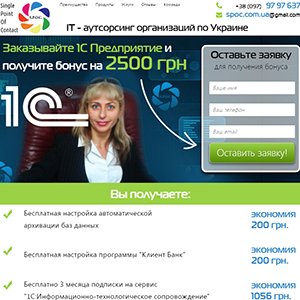 Single
Point Of
Contact
SPOC
Преимущества Продукты Услуги Отзывы Команда
+38 (097) 97 97 637
spoc.com.ua@gmail.com
IT - аутсорсинг организаций по Украине
Заказывайте 1С Предприятие и
получите бонус на 2500 грн
1С
Оставьте заявку
для получения бонуса
Ваше имя
Ваш телефон
Ваш email
Оставить заявку!
Вы получаете:
Бесплатная настройка автоматической
архивации баз данных
экономия
200 грн.
Бесплатная настройка программы "Клиент Банк"
экономия
200 грн.
Бесплатно 3 месяца подписки на сервис
"1С:Информационно-технологическое сопровождение"
экономия
1056 грн.